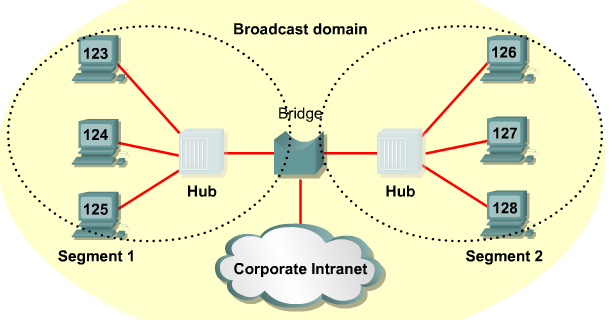 Broadcast domain
123
126
Bridge
124
127
Hub
Hub
125
128
Segment 1
Segment 2
Corporate Intranet